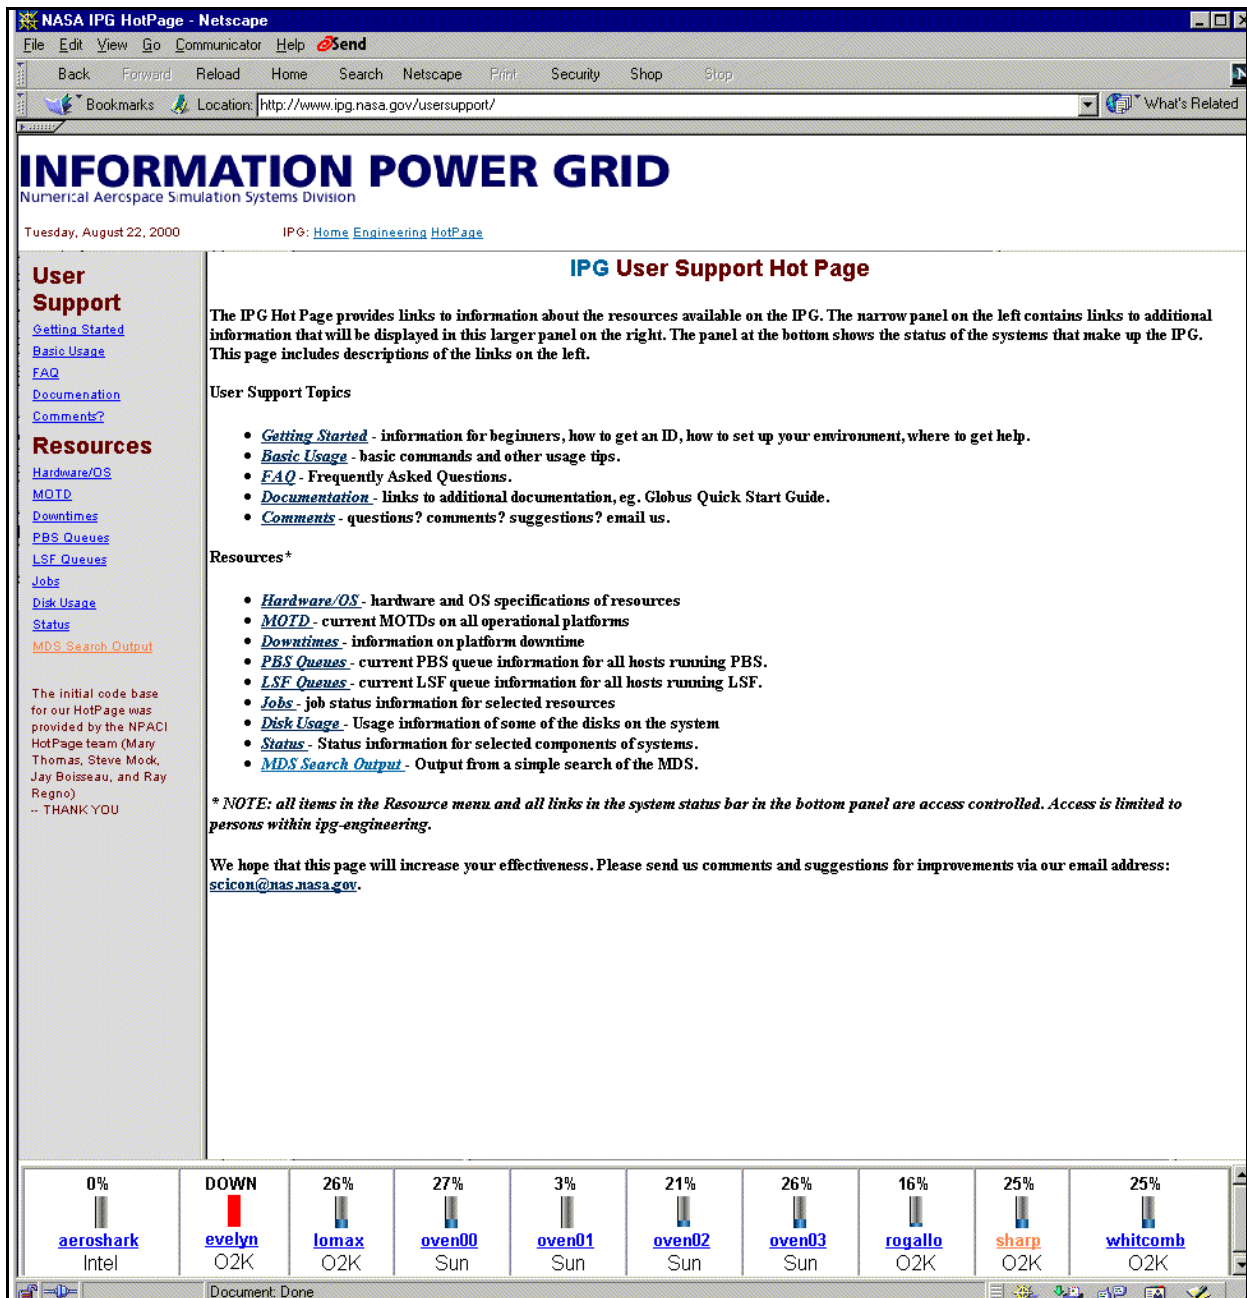 NASA IPG HotPage - Netscape
File Edit View Go Communicator Help Send
Back Forward Reload Home Search Netscape Print Security Shop Stop
Bookmarks Location: http://www.ipg.nasa.gov/usersupport/ What's Related
INFORMATION POWER GRID
Numerical Aerospace Simulation Systems Division
Tuesday, August 22, 2000 IPG: Home Engineering HotPage
User
Support
Getting Started
Basic Usage
FAQ
Documenation
Comments?
Resources
Hardware/OS
MOTD
Downtimes
PBS Queues
LSF Queues
Jobs
Disk Usage
Status
MDS Search Output
The initial code base
for our HotPage was
provided by the NPACI
HotPage team (Mary
Thomas, Steve Mock,
Jay Boisseau, and Ray
Regno)
-- THANK YOU
IPG User Support Hot Page
The IPG Hot Page provides links to information about the resources available on the IPG. The narrow panel on the left contains links to additional
information that will be displayed in this larger panel on the right. The panel at the bottom shows the status of the systems that make up the IPG.
This page includes descriptions of the links on the left.
User Support Topics
• Getting Started - information for beginners, how to get an ID, how to set up your environment, where to get help.
• Basic Usage - basic commands and other usage tips.
• FAQ - Frequently Asked Questions.
• Documentation - links to additional documentation, eg. Globus Quick Start Guide.
• Comments - questions? comments? suggestions? email us.
Resources*
• Hardware/OS - hardware and OS specifications of resources
• MOTD - current MOTDs on all operational platforms
• Downtimes - information on platform downtime
• PBS Queues - current PBS queue information for all hosts running PBS.
• LSF Queues - current LSF queue information for all hosts running LSF.
• Jobs - job status information for selected resources
• Disk Usage - Usage information of some of the disks on the system
• Status - Status information for selected components of systems.
• MDS Search Output - Output from a simple search of the MDS.
* NOTE: all items in the Resource menu and all links in the system status bar in the bottom panel are access controlled. Access is limited to
persons within ipg-engineering.
We hope that this page will increase your effectiveness. Please send us comments and suggestions for improvements via our email address:
scicon@nas.nasa.gov.
0% DOWN 26% 27% 3% 21% 26% 16% 25% 25%
aeroshark evelyn lomax oven00 oven01 oven02 oven03 rogallo sharp whitcomb
Intel O2K O2K Sun Sun Sun Sun O2K O2K O2K
Document: Done